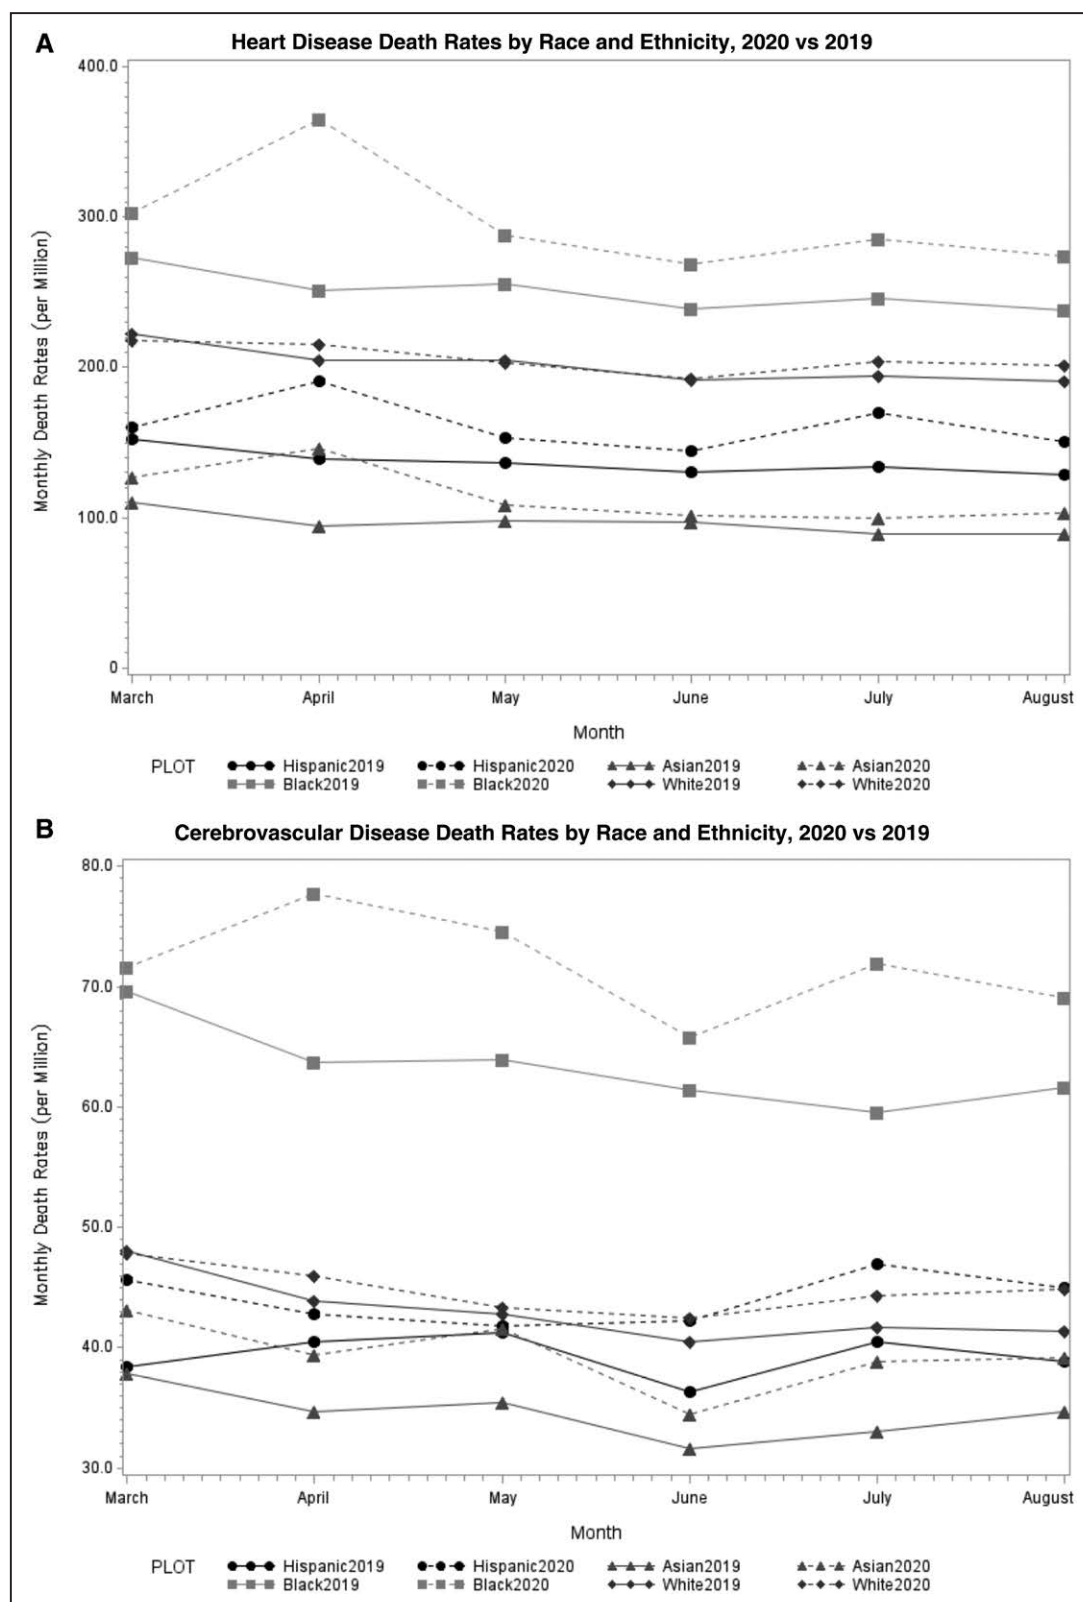 A
Heart Disease Death Rates by Race and Ethnicity, 2020 vs 2019
400.0
300.0
200.0
100.0
0
Monthly Death Rates (per Million)
March April May June July August
Month
PLOT Hispanic2019 Hispanic2020 Asian2019 Asian2020
Black2019 Black2020 White2019 White2020
B
Cerebrovascular Disease Death Rates by Race and Ethnicity, 2020 vs 2019
80.0
70.0
60.0
50.0
40.0
30.0
Monthly Death Rates (per Million)
March April May June July August
Month
PLOT Hispanic2019 Hispanic2020 Asian2019 Asian2020
Black2019 Black2020 White2019 White2020